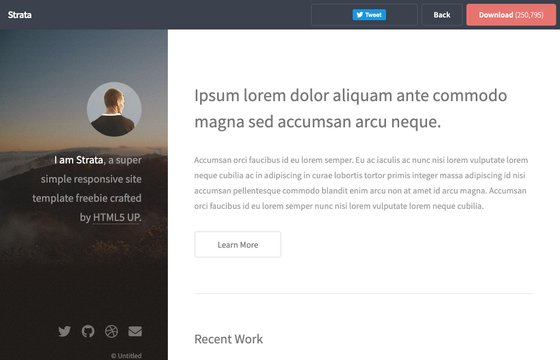 Strata
Tweet
Back
Download (250,795)
I am Strata, a super
simple responsive site
template freebie crafted
by HTML5 UP.
© Untitled
Ipsum lorem dolor aliquam ante commodo
magna sed accumsan arcu neque.
Accumsan orci faucibus id eu lorem semper. Eu ac iaculis ac nunc nisi lorem vulputate lorem
neque cubilia ac in adipiscing in curae lobortis tortor primis integer massa adipiscing id nisi
accumsan pellentesque commodo blandit enim arcu non at amet id arcu magna. Accumsan
orci faucibus id eu lorem semper nunc nisi lorem vulputate lorem neque cubilia.
Learn More
Recent Work